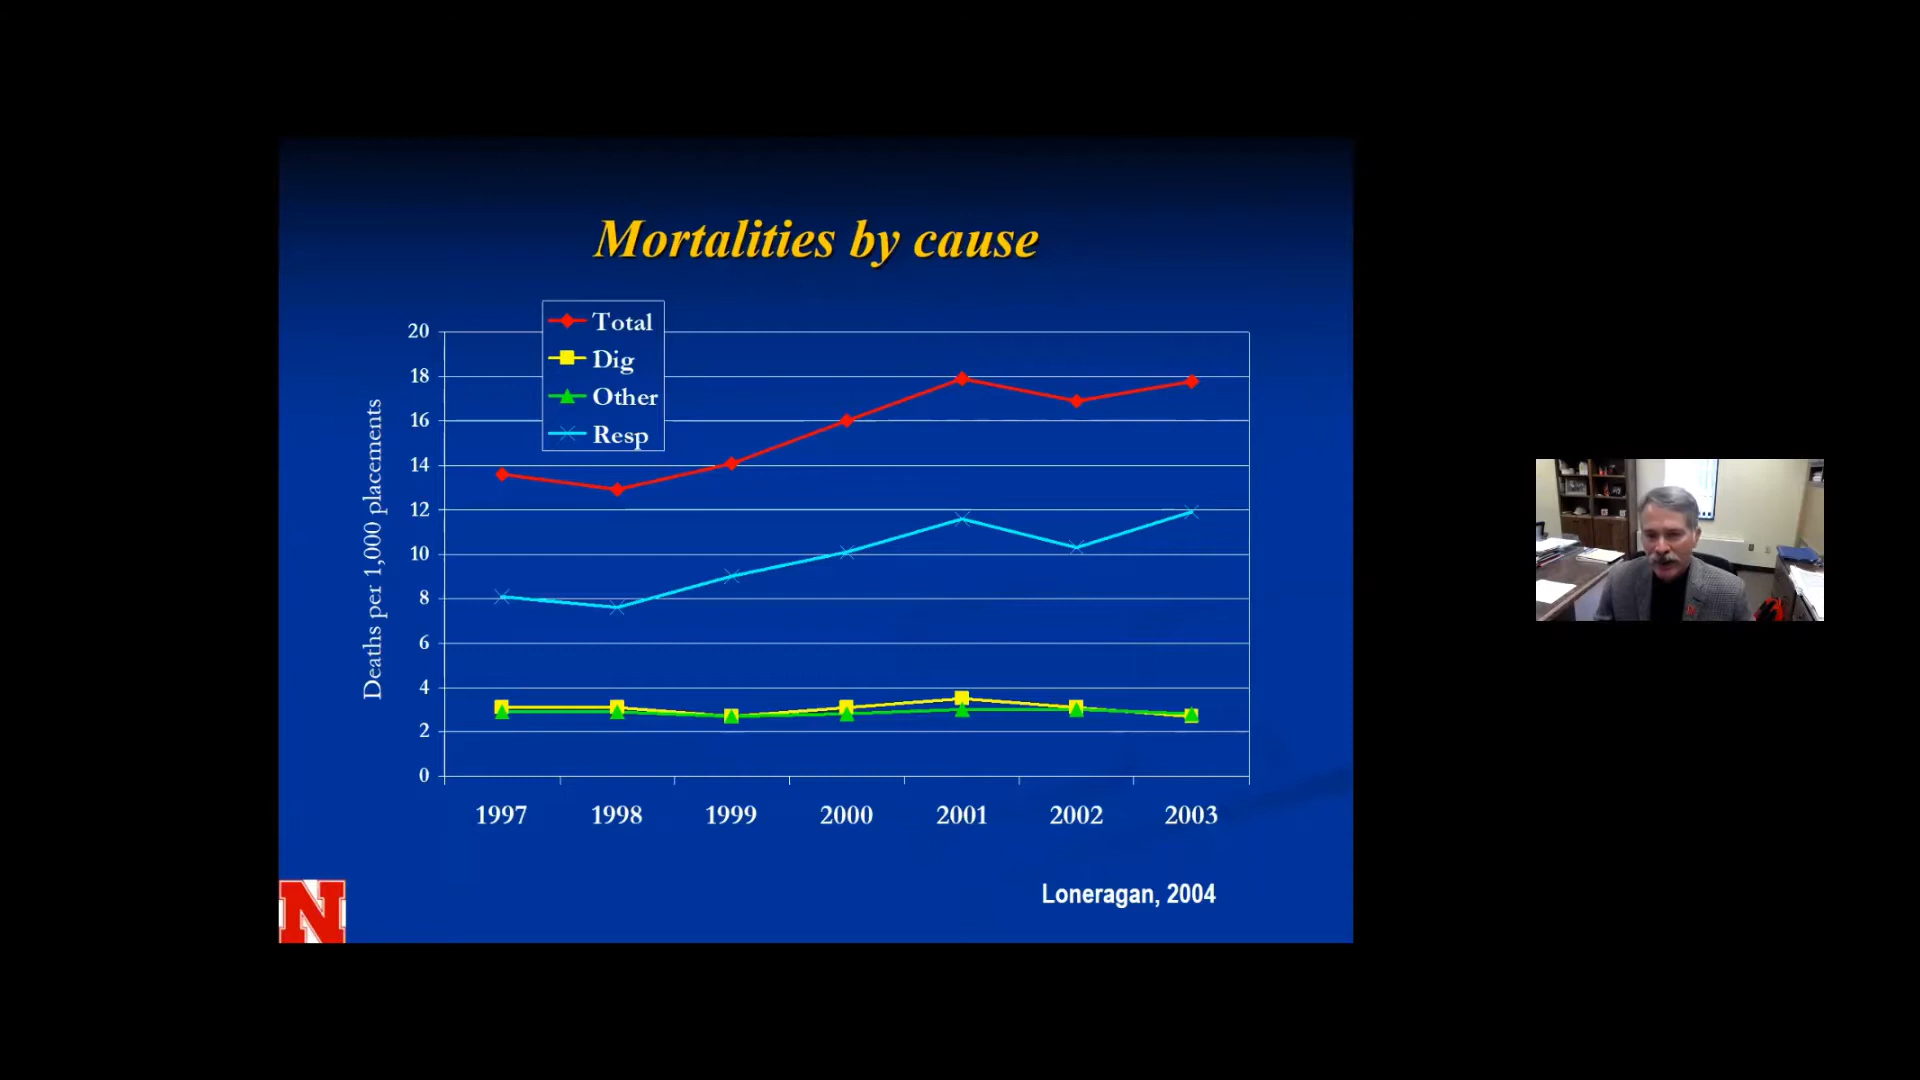 Mortalities by cause
Total
Dig
Other
Resp
20
18
16
14
12
10
8
6
4
2
0
Deaths per 1,000 placements
1997 1998 1999 2000 2001 2002 2003
Loneragan, 2004
N